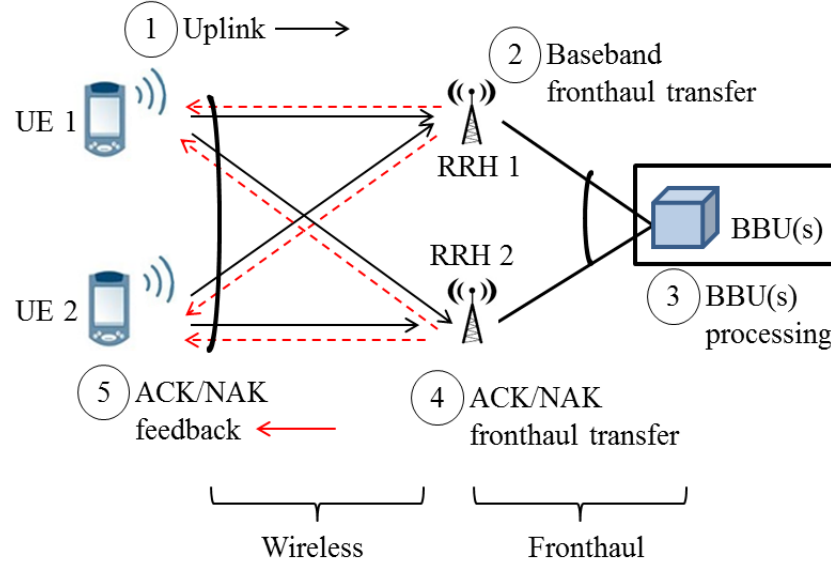 1 Uplink
2 Baseband
fronthaul transfer
UE 1
RRH 1
BBU(s)
RRH 2
UE 2
3 BBU(s)
processing
5 ACK/NAK
feedback
4 ACK/NAK
fronthaul transfer
Wireless
Fronthaul